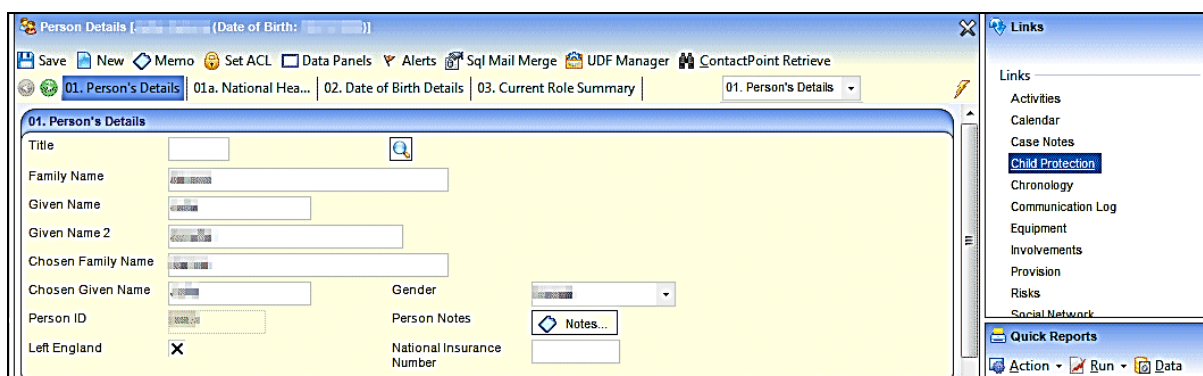 Person Details [ (Date of Birth: )]
Save New Memo Set ACL Data Panels Alerts Sql Mail Merge UDF Manager ContactPoint Retrieve
01. Person's Details 01a. National Hea... 02. Date of Birth Details 03. Current Role Summary 01. Person's Details
01. Person's Details
Title
Family Name
Given Name
Given Name 2
Chosen Family Name
Chosen Given Name Gender
Person ID Person Notes Notes...
Left England National Insurance
Number
Links
Links
Activities
Calendar
Case Notes
Child Protection
Chronology
Communication Log
Equipment
Involvements
Provision
Risks
Social Network
Quick Reports
Action Run Data